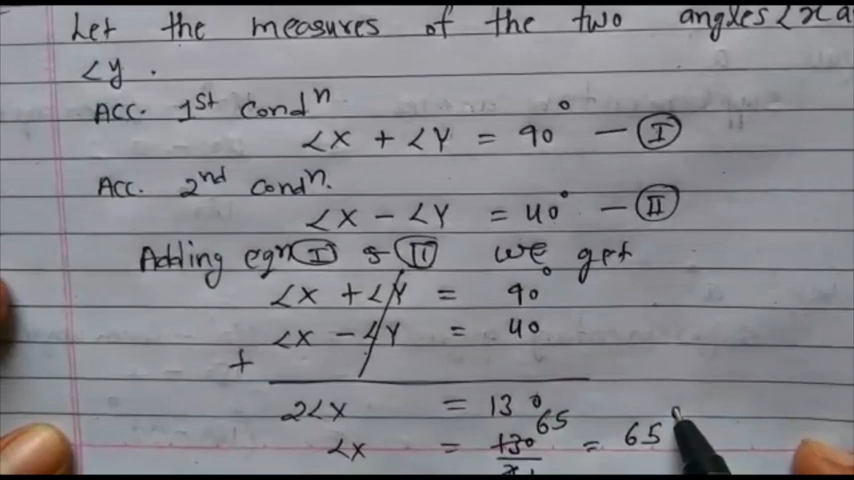 Let the measures of the two angles ∠x a
∠y .
Acc. 1st condn
∠X + ∠Y = 90° — I
Acc. 2nd condn.
∠X - ∠Y = 40° — II
Adding eqn I & II we get
∠X + ∠Y = 90°
∠X - ∠Y = 40
+
2∠X = 130
∠X = 130 65 = 65